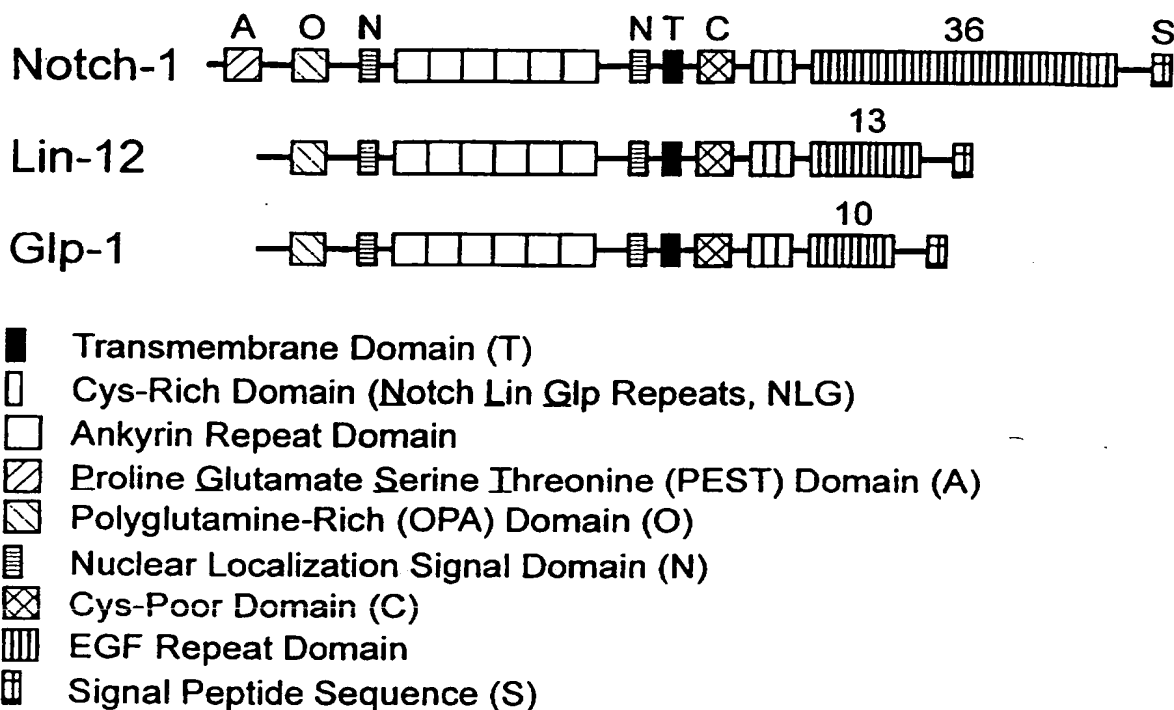 A O N N T C 36 S
Notch-1
13
Lin-12
10
Glp-1
Transmembrane Domain (T)
Cys-Rich Domain (Notch Lin Glp Repeats, NLG)
Ankyrin Repeat Domain
Proline Glutamate Serine Threonine (PEST) Domain (A)
Polyglutamine-Rich (OPA) Domain (O)
Nuclear Localization Signal Domain (N)
Cys-Poor Domain (C)
EGF Repeat Domain
Signal Peptide Sequence (S)